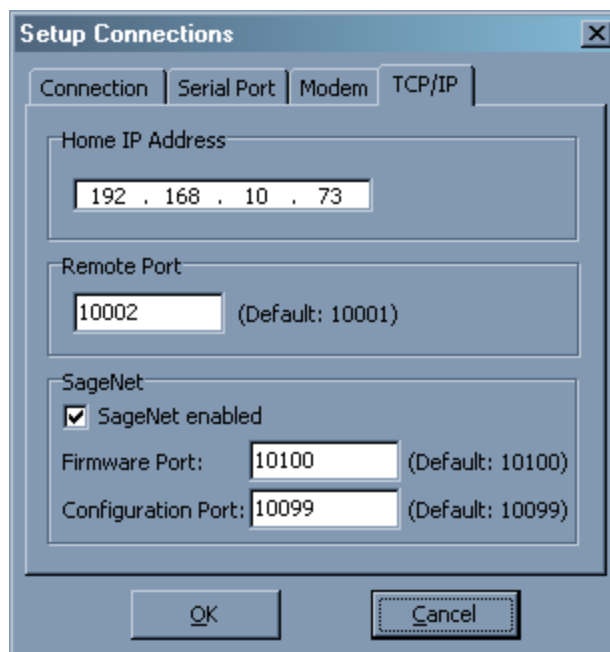 Setup Connections
Connection Serial Port Modem TCP/IP
Home IP Address
192 . 168 . 10 . 73
Remote Port
10002 (Default: 10001)
SageNet
SageNet enabled
Firmware Port: 10100 (Default: 10100)
Configuration Port: 10099 (Default: 10099)
OK Cancel